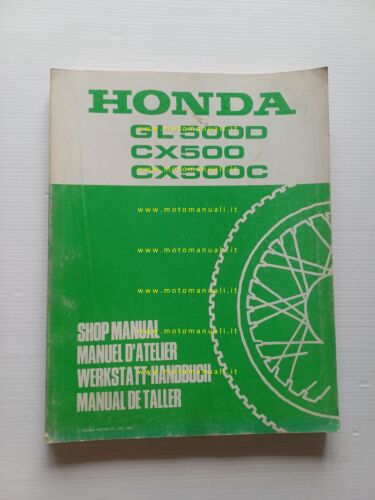 HONDA
GL500D
CX500
CX500C
www.motomanuali.it
www.motomanuali.it
www.motomanuali.it
www.motomanuali.it
www.motomanuali.it
www.motomanuali.it
SHOP MANUAL
MANUEL D'ATELIER
WERKSTATT-HANDBUCH
MANUAL DE TALLER